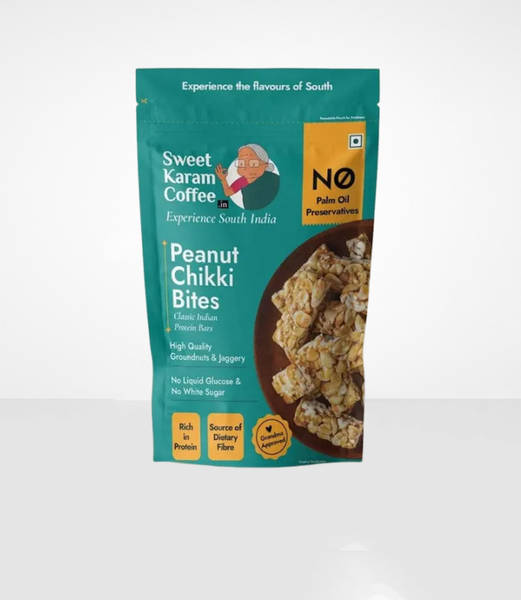 Experience the flavours of South
NO
Palm Oil
Preservatives
Sweet
Karam
Coffee
.in
Experience South India
Peanut
Chikki
Bites
Classic Indian
Protein Bars
High Quality
Groundnuts & Jaggery
No Liquid Glucose &
No White Sugar
Rich
in
Protein
Source of
Dietary
Fibre
Grandma
Approved